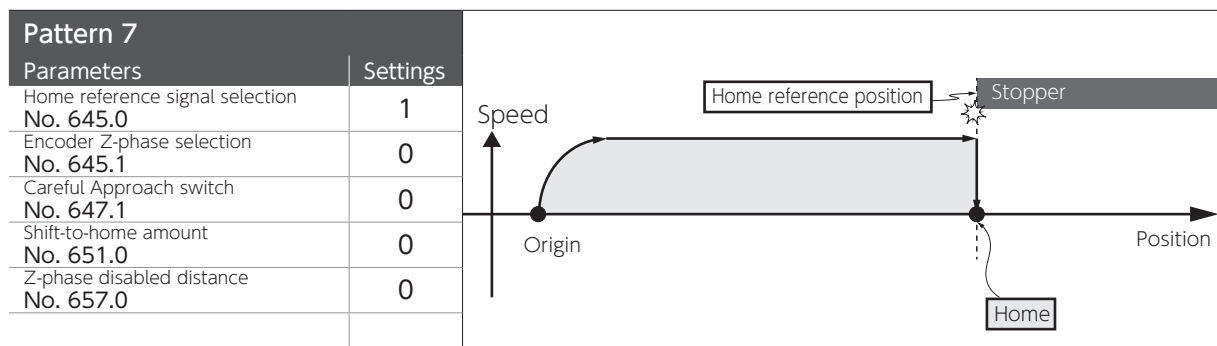 Pattern 7
Parameters Settings
Home reference signal selection
No. 645.0 1
Encoder Z-phase selection
No. 645.1 0
Careful Approach switch
No. 647.1 0
Shift-to-home amount
No. 651.0 0
Z-phase disabled distance
No. 657.0 0
Speed
Home reference position
Stopper
Origin
Position
Home